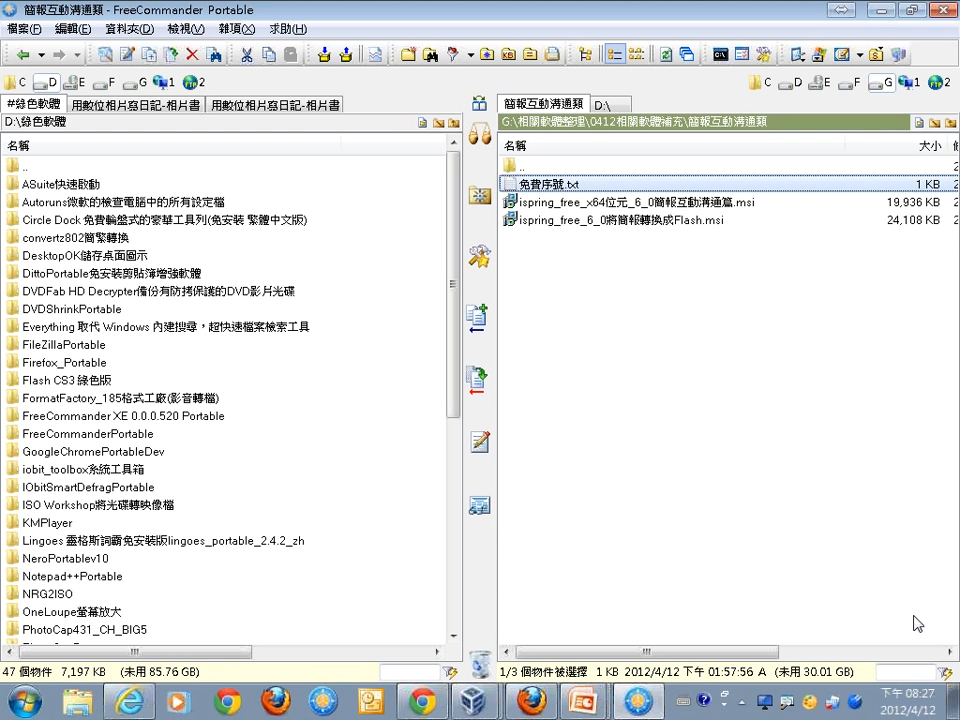 簡報互動溝通類 - FreeCommander Portable
檔案(F) 編輯(E) 資料夾(D) 檢視(V) 雜項(X) 求助(H)
C D E F G 1 2
C D E F G 1 2
#綠色軟體 用數位相片寫日記-相片書 用數位相片寫日記-相片書
簡報互動溝通類 D:\
D:\綠色軟體
G:\相關軟體整理\0412相關軟體補充\簡報互動溝通類
名稱
名稱 大小
..
ASuite快速啟動
Autoruns微軟的檢查電腦中的所有設定檔
Circle Dock 免費輪盤式的豪華工具列(免安裝 繁體中文版)
convertz802簡繁轉換
DesktopOK儲存桌面圖示
DittoPortable免安裝剪貼簿增強軟體
DVDFab HD Decrypter備份有防拷保護的DVD影片光碟
DVDShrinkPortable
Everything 取代 Windows 內建搜尋，超快速檔案檢索工具
FileZillaPortable
Firefox_Portable
Flash CS3 綠色版
FormatFactory_185格式工廠(影音轉檔)
FreeCommander XE 0.0.0.520 Portable
FreeCommanderPortable
GoogleChromePortableDev
iobit_toolbox系統工具箱
IObitSmartDefragPortable
ISO Workshop將光碟轉映像檔
KMPlayer
Lingoes 靈格斯詞霸免安裝版lingoes_portable_2.4.2_zh
NeroPortablev10
Notepad++Portable
NRG2ISO
OneLoupe螢幕放大
PhotoCap431_CH_BIG5
..
免費序號.txt 1 KB
ispring_free_x64位元_6_0簡報互動溝通篇.msi 19,936 KB
ispring_free_6_0將簡報轉換成Flash.msi 24,108 KB
47 個物件 7,197 KB (未用 85.76 GB)
1/3 個物件被選擇 1 KB 2012/4/12 下午 01:57:56 A (未用 30.01 GB)
下午 08:27
2012/4/12